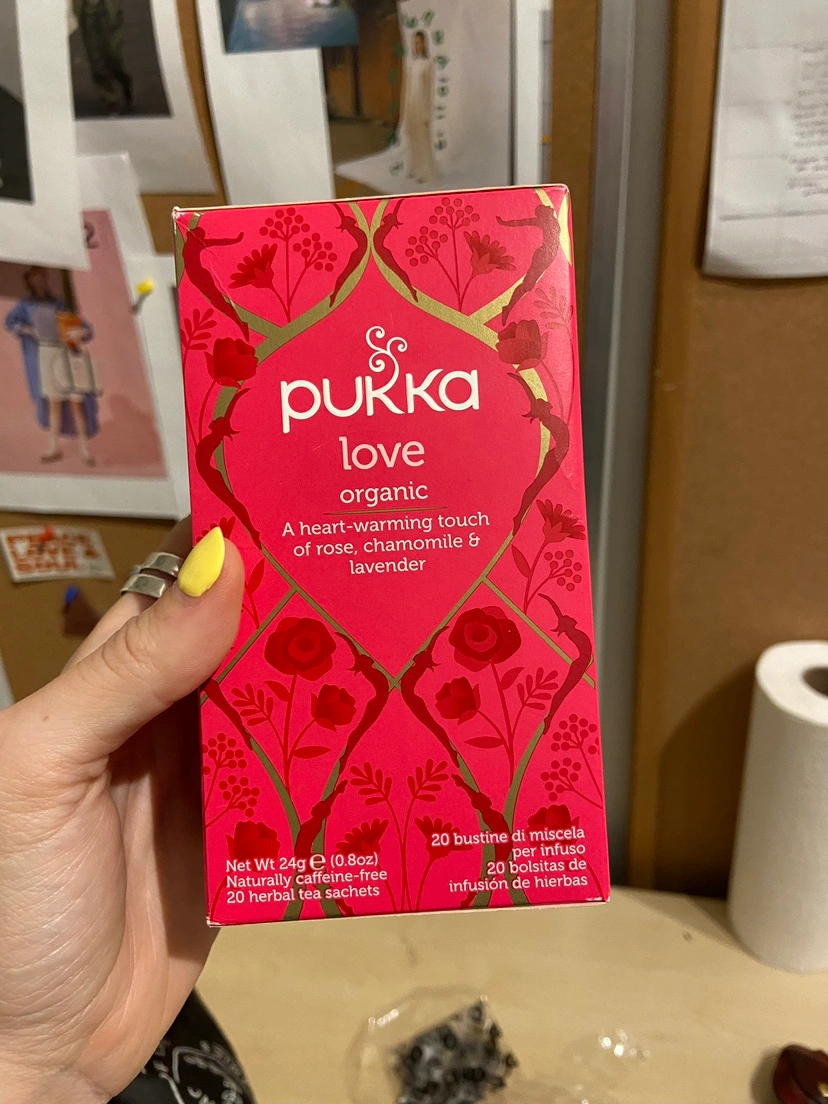 pukka
love
organic
A heart-warming touch
of rose, chamomile &
lavender
Net Wt 24g e (0.8oz)
Naturally caffeine-free
20 herbal tea sachets
20 bustine di miscela
per infuso
20 bolsitas de
infusión de hierbas